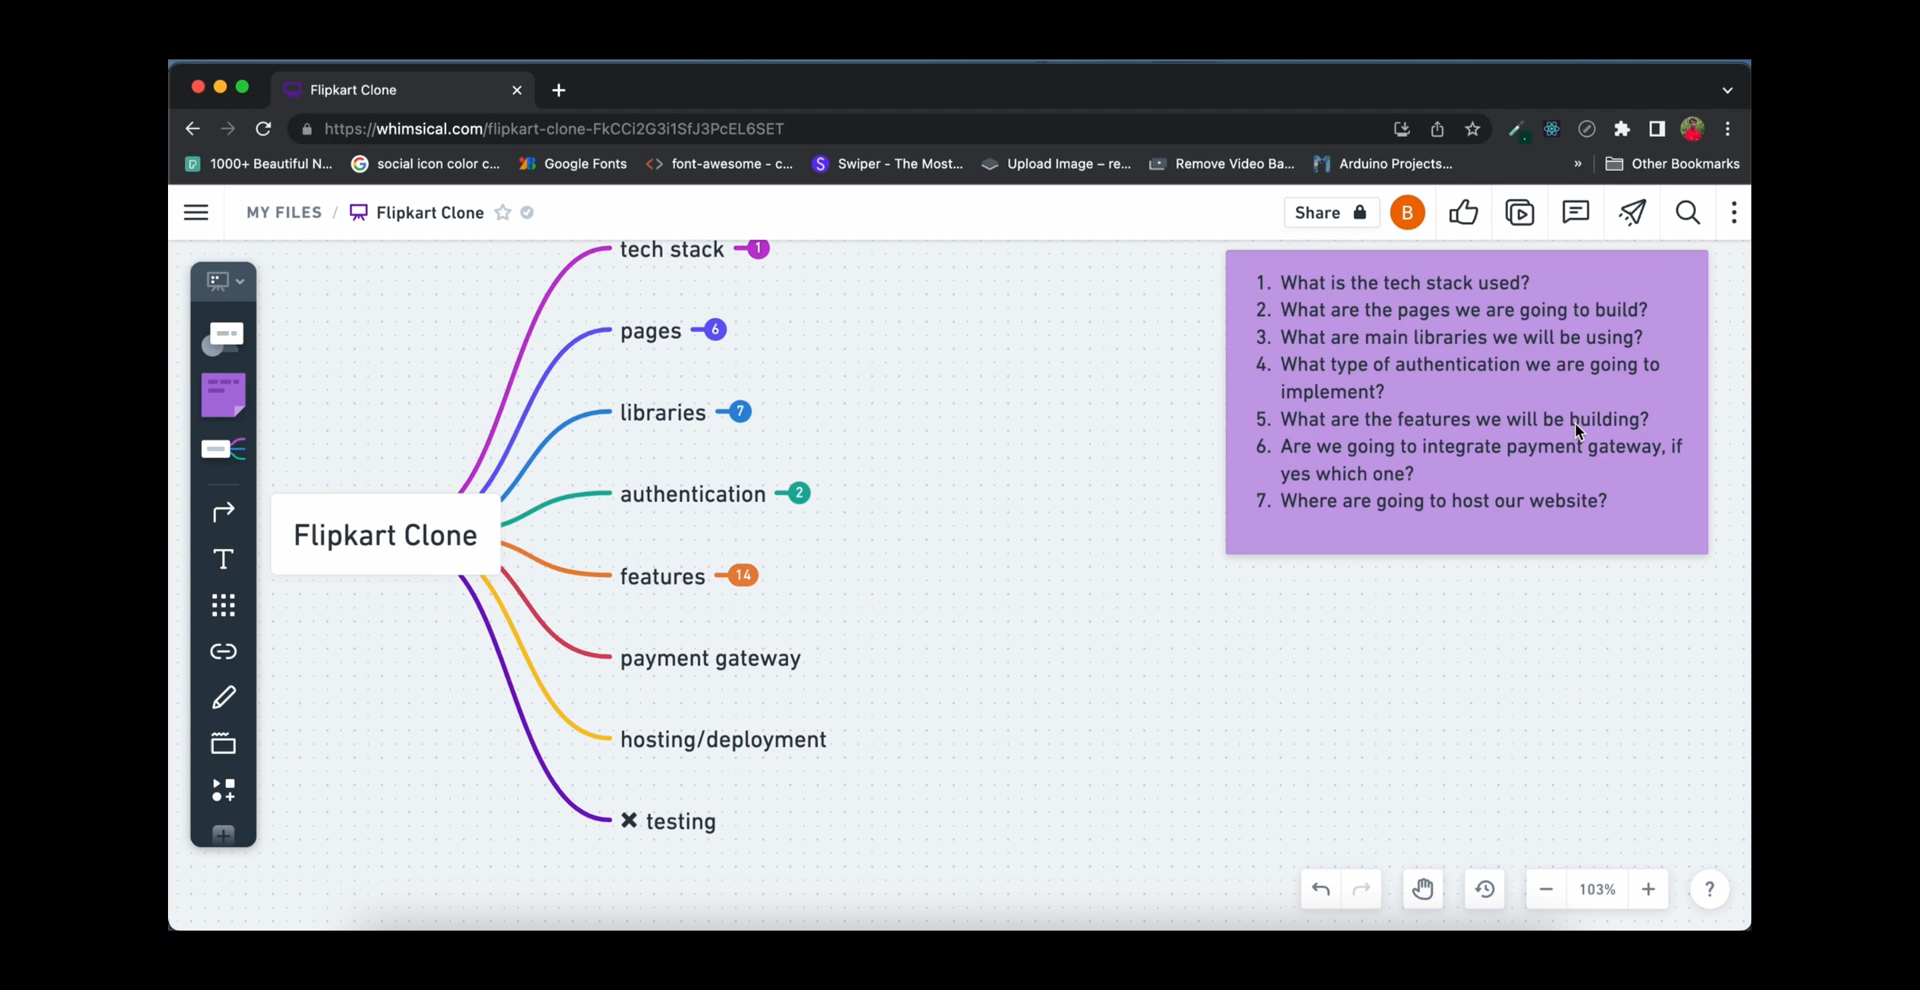 Flipkart Clone
https://whimsical.com/flipkart-clone-FkCCi2G3i1SfJ3PcEL6SET
1000+ Beautiful N...
social icon color c...
Google Fonts
font-awesome - c...
Swiper - The Most...
Upload Image – re...
Remove Video Ba...
Arduino Projects...
»
Other Bookmarks
MY FILES / Flipkart Clone
Share
B
tech stack 1
pages 6
libraries 7
authentication 2
Flipkart Clone
features 14
payment gateway
hosting/deployment
testing
1. What is the tech stack used?
2. What are the pages we are going to build?
3. What are main libraries we will be using?
4. What type of authentication we are going to
implement?
5. What are the features we will be building?
6. Are we going to integrate payment gateway, if
yes which one?
7. Where are going to host our website?
103%
?